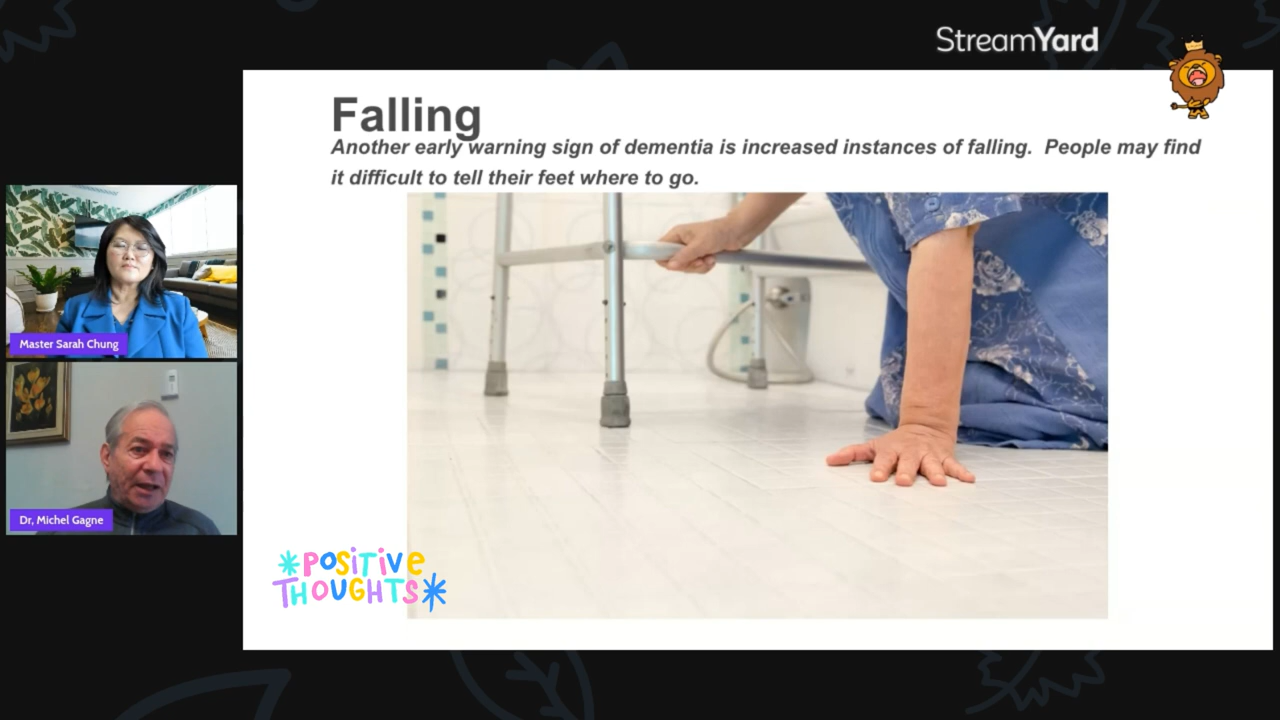 StreamYard
Falling
Another early warning sign of dementia is increased instances of falling.  People may find
it difficult to tell their feet where to go.
Master Sarah Chung
Dr, Michel Gagne
POSITIVE
THOUGHTS